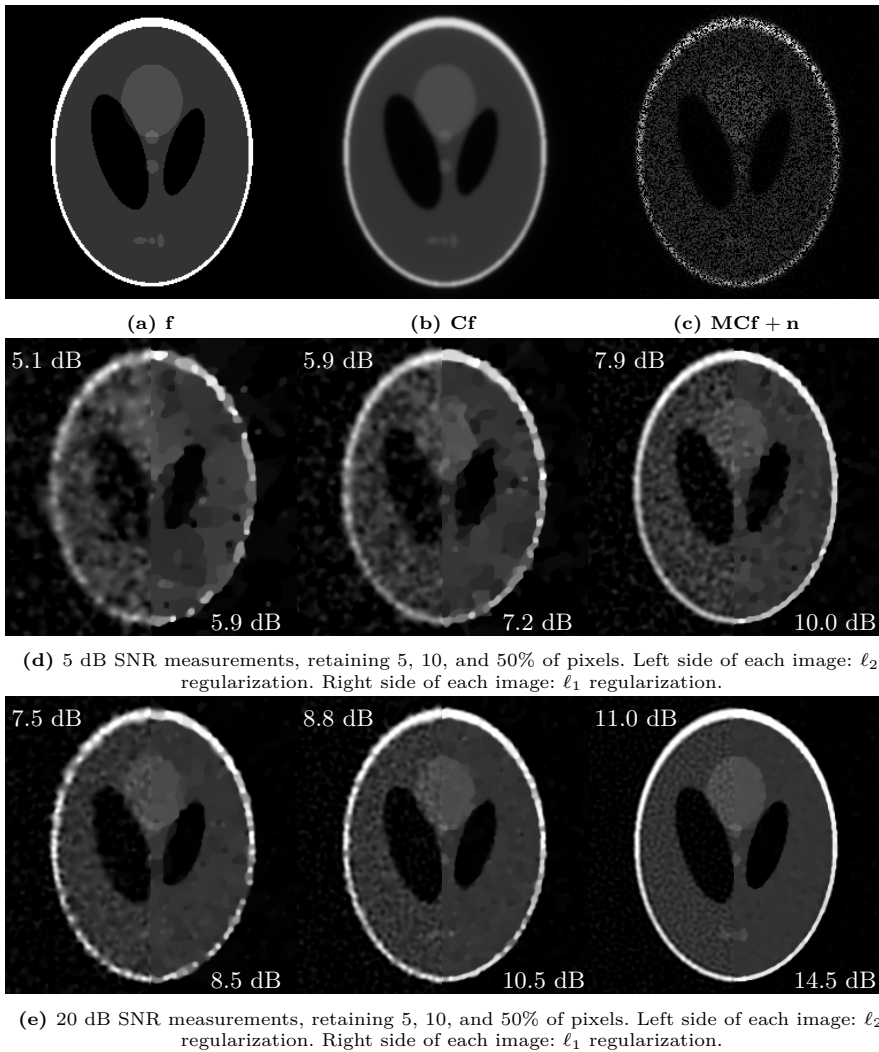 (a) f (b) Cf (c) MCf + n
5.1 dB 5.9 dB 7.9 dB
5.9 dB 7.2 dB 10.0 dB
(d) 5 dB SNR measurements, retaining 5, 10, and 50% of pixels. Left side of each image: ℓ₂
regularization. Right side of each image: ℓ₁ regularization.
7.5 dB 8.8 dB 11.0 dB
8.5 dB 10.5 dB 14.5 dB
(e) 20 dB SNR measurements, retaining 5, 10, and 50% of pixels. Left side of each image: ℓ₂
regularization. Right side of each image: ℓ₁ regularization.